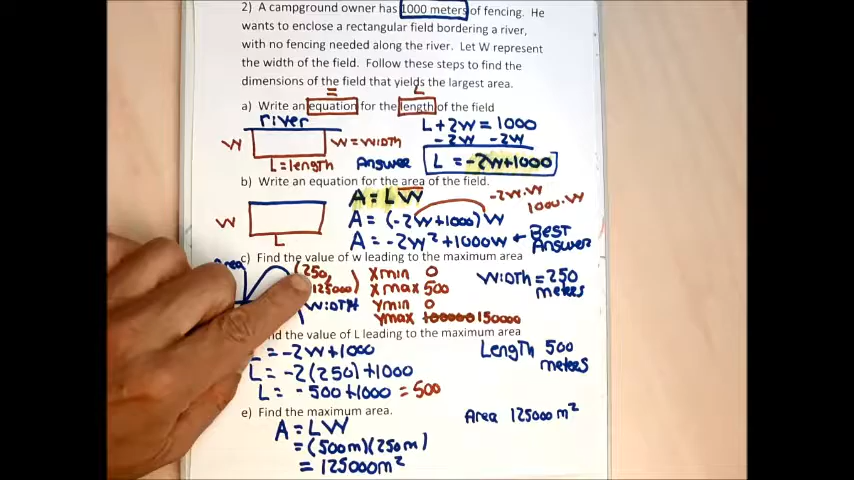 2) A campground owner has 1000 meters of fencing. He
wants to enclose a rectangular field bordering a river,
with no fencing needed along the river. Let W represent
the width of the field. Follow these steps to find the
dimensions of the field that yields the largest area.
= L
a) Write an equation for the length of the field
river L+2W=1000
-2W -2W
W W=WIDTH
L=length Answer L = -2W+1000
b) Write an equation for the area of the field.
A = LW -2W·W
1000·W
W A = (-2W+1000)W
L A = -2W²+1000W ← BEST
Answer
c) Find the value of w leading to the maximum area
Area (250, Xmin 0 WIDTH = 250
125000) Xmax 500 meters
WIDTH Ymin 0
Ymax 100000 150000
nd the value of L leading to the maximum area
L = -2W+1000 Length 500
L = -2(250)+1000 meters
L = -500+1000 = 500
e) Find the maximum area. Area 125000 m²
A = LW
= (500m)(250m)
= 125000m²